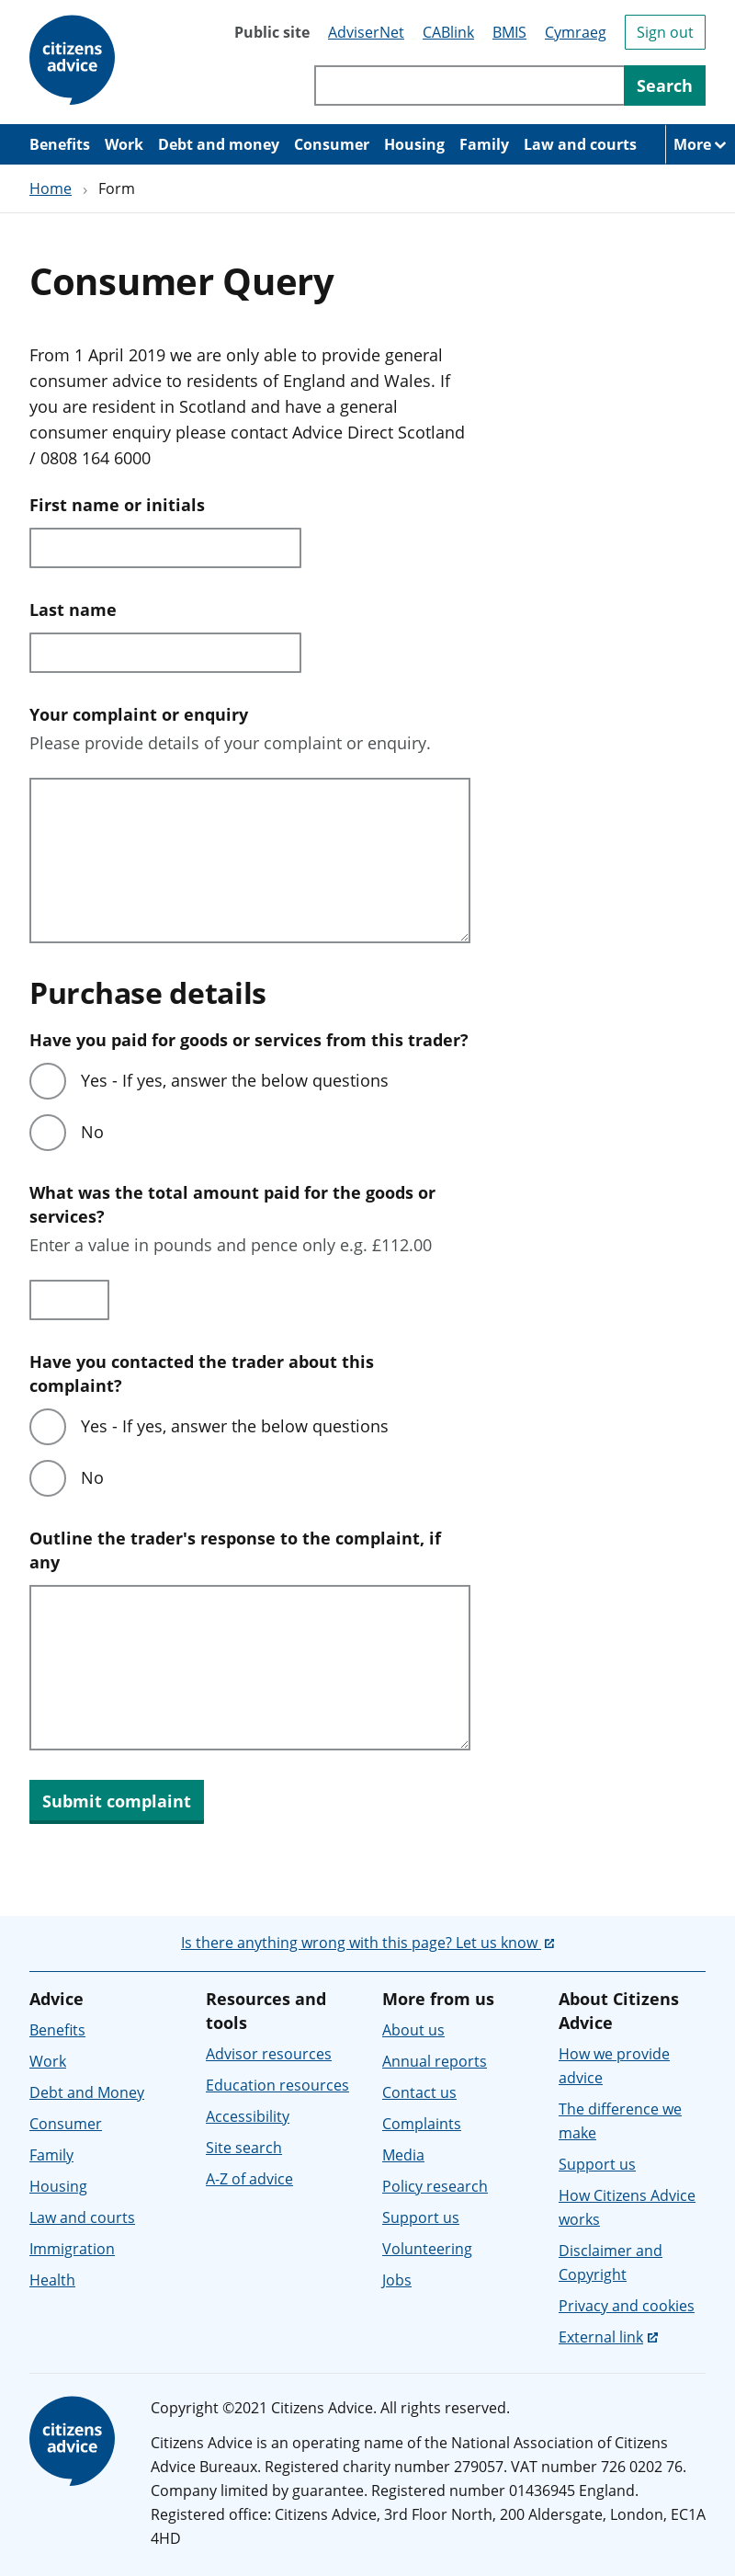 citizens
advice
Public site AdviserNet CABlink BMIS Cymraeg Sign out
Search
Benefits Work Debt and money Consumer Housing Family Law and courts More
Home › Form
Consumer Query
From 1 April 2019 we are only able to provide general
consumer advice to residents of England and Wales. If
you are resident in Scotland and have a general
consumer enquiry please contact Advice Direct Scotland
/ 0808 164 6000
First name or initials
Last name
Your complaint or enquiry
Please provide details of your complaint or enquiry.
Purchase details
Have you paid for goods or services from this trader?
Yes - If yes, answer the below questions
No
What was the total amount paid for the goods or
services?
Enter a value in pounds and pence only e.g. £112.00
Have you contacted the trader about this
complaint?
Yes - If yes, answer the below questions
No
Outline the trader's response to the complaint, if
any
Submit complaint
Is there anything wrong with this page? Let us know
Advice
Benefits
Work
Debt and Money
Consumer
Family
Housing
Law and courts
Immigration
Health
Resources and
tools
Advisor resources
Education resources
Accessibility
Site search
A-Z of advice
More from us
About us
Annual reports
Contact us
Complaints
Media
Policy research
Support us
Volunteering
Jobs
About Citizens
Advice
How we provide
advice
The difference we
make
Support us
How Citizens Advice
works
Disclaimer and
Copyright
Privacy and cookies
External link
citizens
advice
Copyright ©2021 Citizens Advice. All rights reserved.
Citizens Advice is an operating name of the National Association of Citizens
Advice Bureaux. Registered charity number 279057. VAT number 726 0202 76.
Company limited by guarantee. Registered number 01436945 England.
Registered office: Citizens Advice, 3rd Floor North, 200 Aldersgate, London, EC1A
4HD